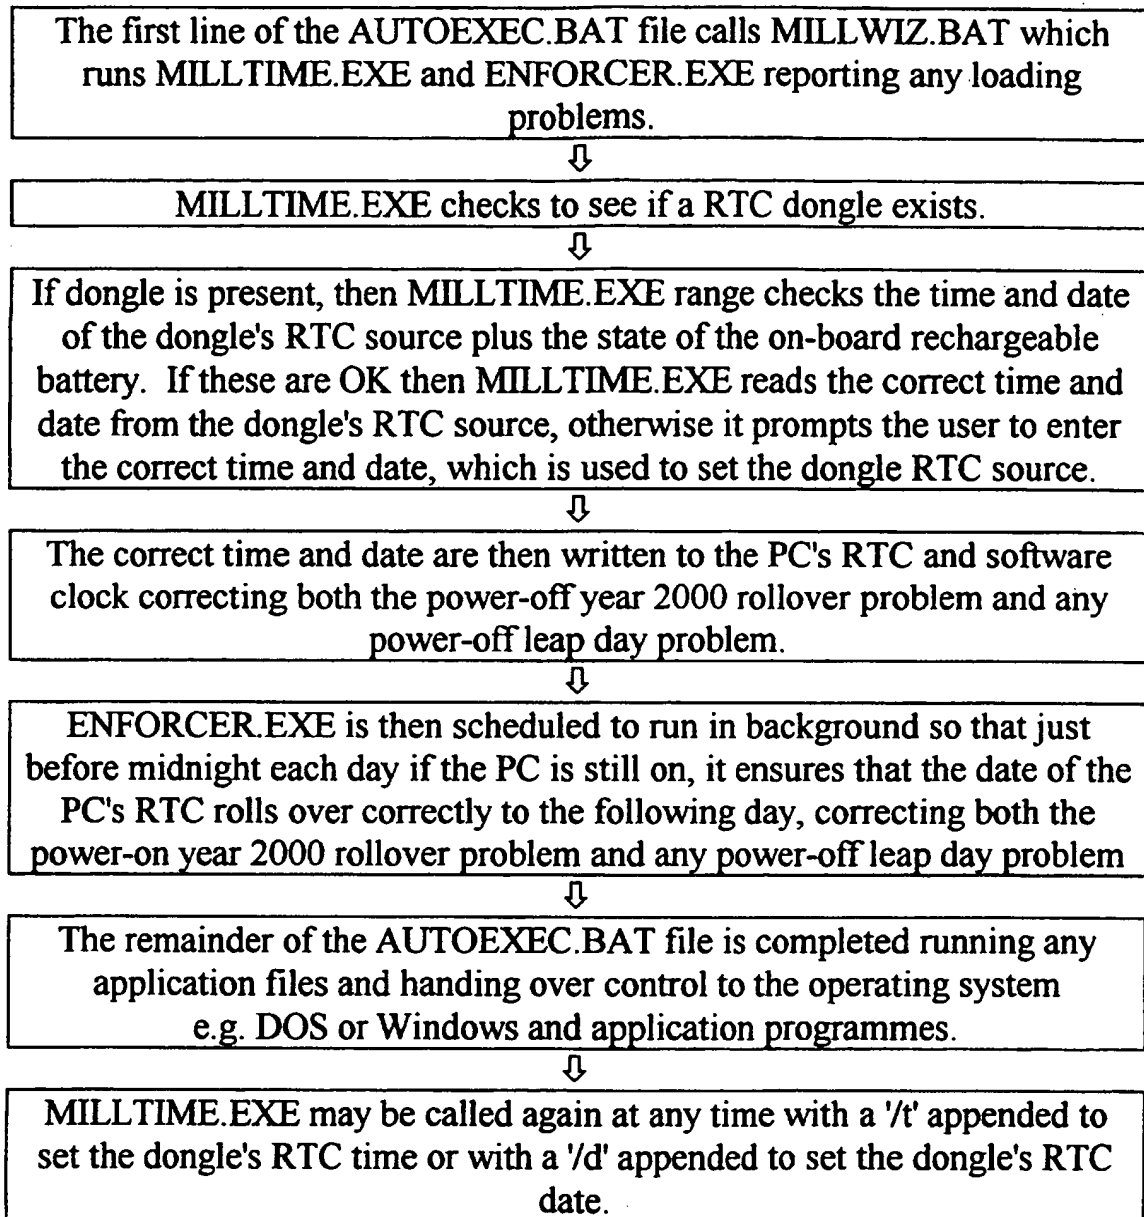 The first line of the AUTOEXEC.BAT file calls MILLWIZ.BAT which
runs MILLTIME.EXE and ENFORCER.EXE reporting any loading
problems.
⇩
MILLTIME.EXE checks to see if a RTC dongle exists.
⇩
If dongle is present, then MILLTIME.EXE range checks the time and date
of the dongle's RTC source plus the state of the on-board rechargeable
battery. If these are OK then MILLTIME.EXE reads the correct time and
date from the dongle's RTC source, otherwise it prompts the user to enter
the correct time and date, which is used to set the dongle RTC source.
⇩
The correct time and date are then written to the PC's RTC and software
clock correcting both the power-off year 2000 rollover problem and any
power-off leap day problem.
⇩
ENFORCER.EXE is then scheduled to run in background so that just
before midnight each day if the PC is still on, it ensures that the date of the
PC's RTC rolls over correctly to the following day, correcting both the
power-on year 2000 rollover problem and any power-off leap day problem
⇩
The remainder of the AUTOEXEC.BAT file is completed running any
application files and handing over control to the operating system
e.g. DOS or Windows and application programmes.
⇩
MILLTIME.EXE may be called again at any time with a '/t' appended to
set the dongle's RTC time or with a '/d' appended to set the dongle's RTC
date.